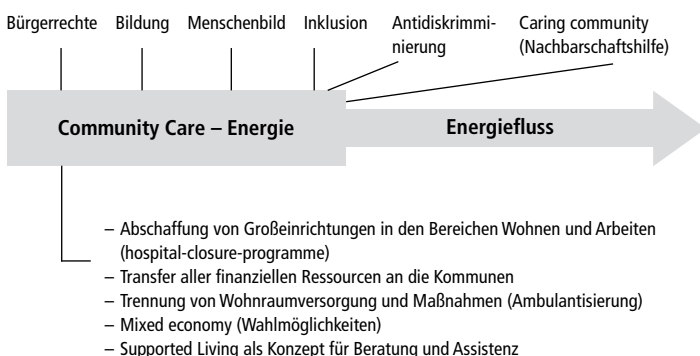 Bürgerrechte Bildung Menschenbild Inklusion Antidiskrimmi-
nierung
Caring community
(Nachbarschaftshilfe)
Community Care – Energie
Energiefluss
– Abschaffung von Großeinrichtungen in den Bereichen Wohnen und Arbeiten
(hospital-closure-programme)
– Transfer aller finanziellen Ressourcen an die Kommunen
– Trennung von Wohnraumversorgung und Maßnahmen (Ambulantisierung)
– Mixed economy (Wahlmöglichkeiten)
– Supported Living als Konzept für Beratung und Assistenz